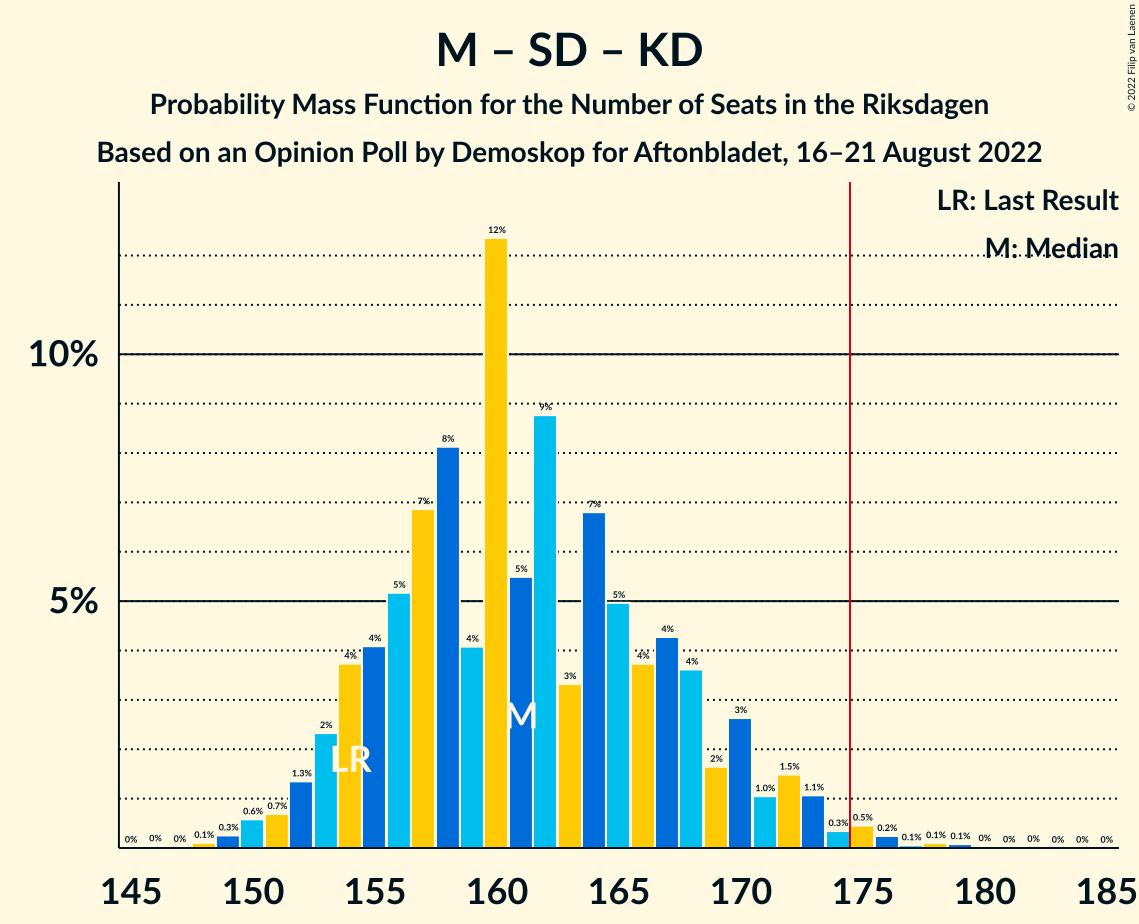 M – SD – KD
Probability Mass Function for the Number of Seats in the Riksdagen
Based on an Opinion Poll by Demoskop for Aftonbladet, 16–21 August 2022
© 2022 Filip van Laenen
LR: Last Result
M: Median
10%
5%
0% 0% 0% 0.1% 0.3% 0.6% 0.7% 1.3% 2% 4% 4% 5% 7% 8% 4% 12% 5% 9% 3% 7% 5% 4% 4% 4% 2% 3% 1.0% 1.5% 1.1% 0.3% 0.5% 0.2% 0.1% 0.1% 0.1% 0% 0% 0% 0% 0% 0%
LR
M
145 150 155 160 165 170 175 180 185